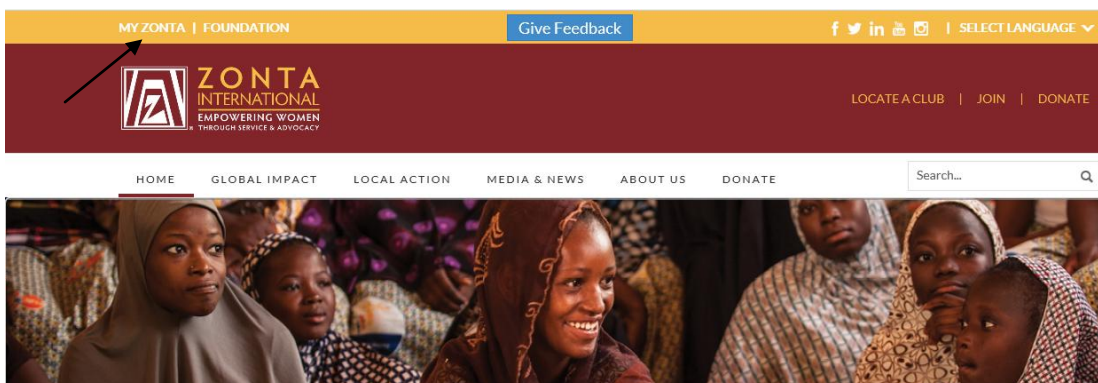 MY ZONTA | FOUNDATION
Give Feedback
| SELECT LANGUAGE
ZONTA
INTERNATIONAL
EMPOWERING WOMEN
THROUGH SERVICE & ADVOCACY
LOCATE A CLUB | JOIN | DONATE
HOME GLOBAL IMPACT LOCAL ACTION MEDIA & NEWS ABOUT US DONATE
Search...